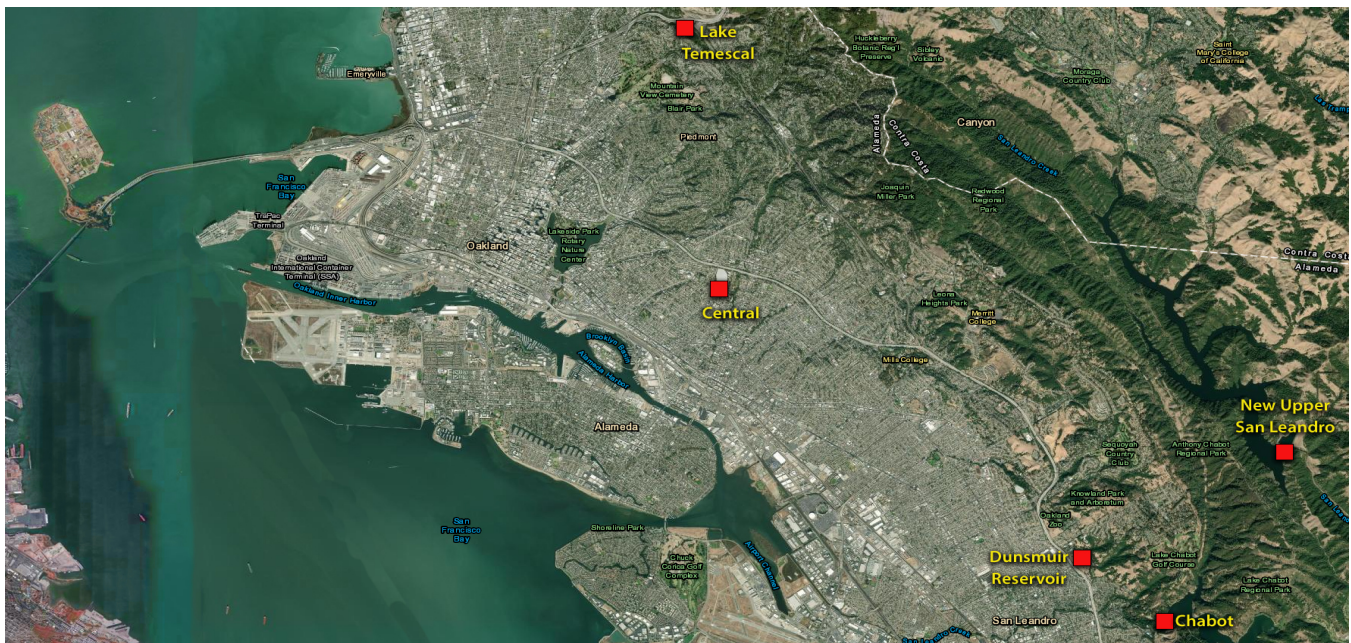 Lake
Temescal
Huckleberry
Botanic Reg'l
Preserve
Sibley
Volcanic
Saint
Mary's College
of California
Emeryville
Moraga
Country Club
Mountain
View Cemetery
Blair Park
Piedmont
Canyon
Alameda
Contra Costa
San Leandro Creek
San
Francisco
Bay
Joaquin
Miller Park
Redwood
Regional
Park
TraPac
Terminal
Oakland
Lakeside Park
Rotary
Nature
Center
Contra Costa
Alameda
Oakland
International Container
Terminal (SSA)
Oakland Inner Harbor
Central
Leona
Heights Park
Merritt
College
Brooklyn Basin
Alameda Harbor
Mills College
New Upper
San Leandro
Alameda
Sequoyah
Country
Club
Anthony Chabot
Regional Park
Knowland Park
and Arboretum
Oakland
Zoo
San
Francisco
Bay
Shoreline Park
Airport Channel
Chuck
Corica Golf
Complex
Dunsmuir
Reservoir
Lake Chabot
Golf Course
Lake Chabot
Regional Park
San Leandro
Chabot
San Leandro Creek